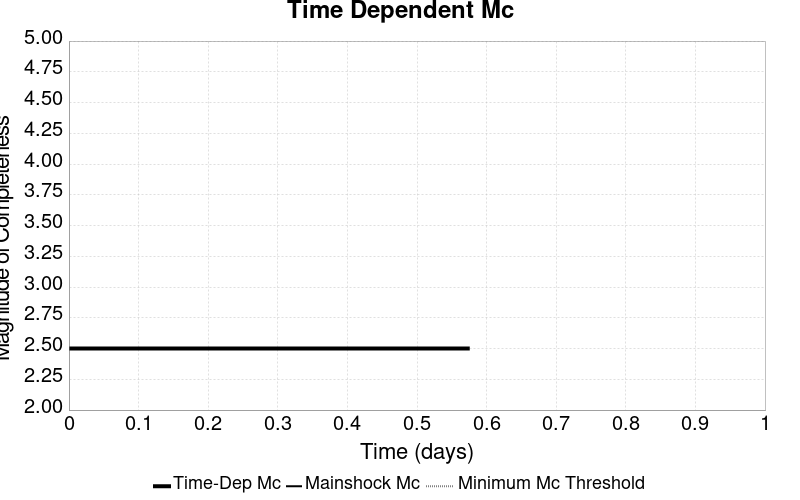 Time Dependent Mc
Magnitude of Completeness
5.00
4.75
4.50
4.25
4.00
3.75
3.50
3.25
3.00
2.75
2.50
2.25
2.00
0 0.1 0.2 0.3 0.4 0.5 0.6 0.7 0.8 0.9 1
Time (days)
Time-Dep Mc Mainshock Mc Minimum Mc Threshold